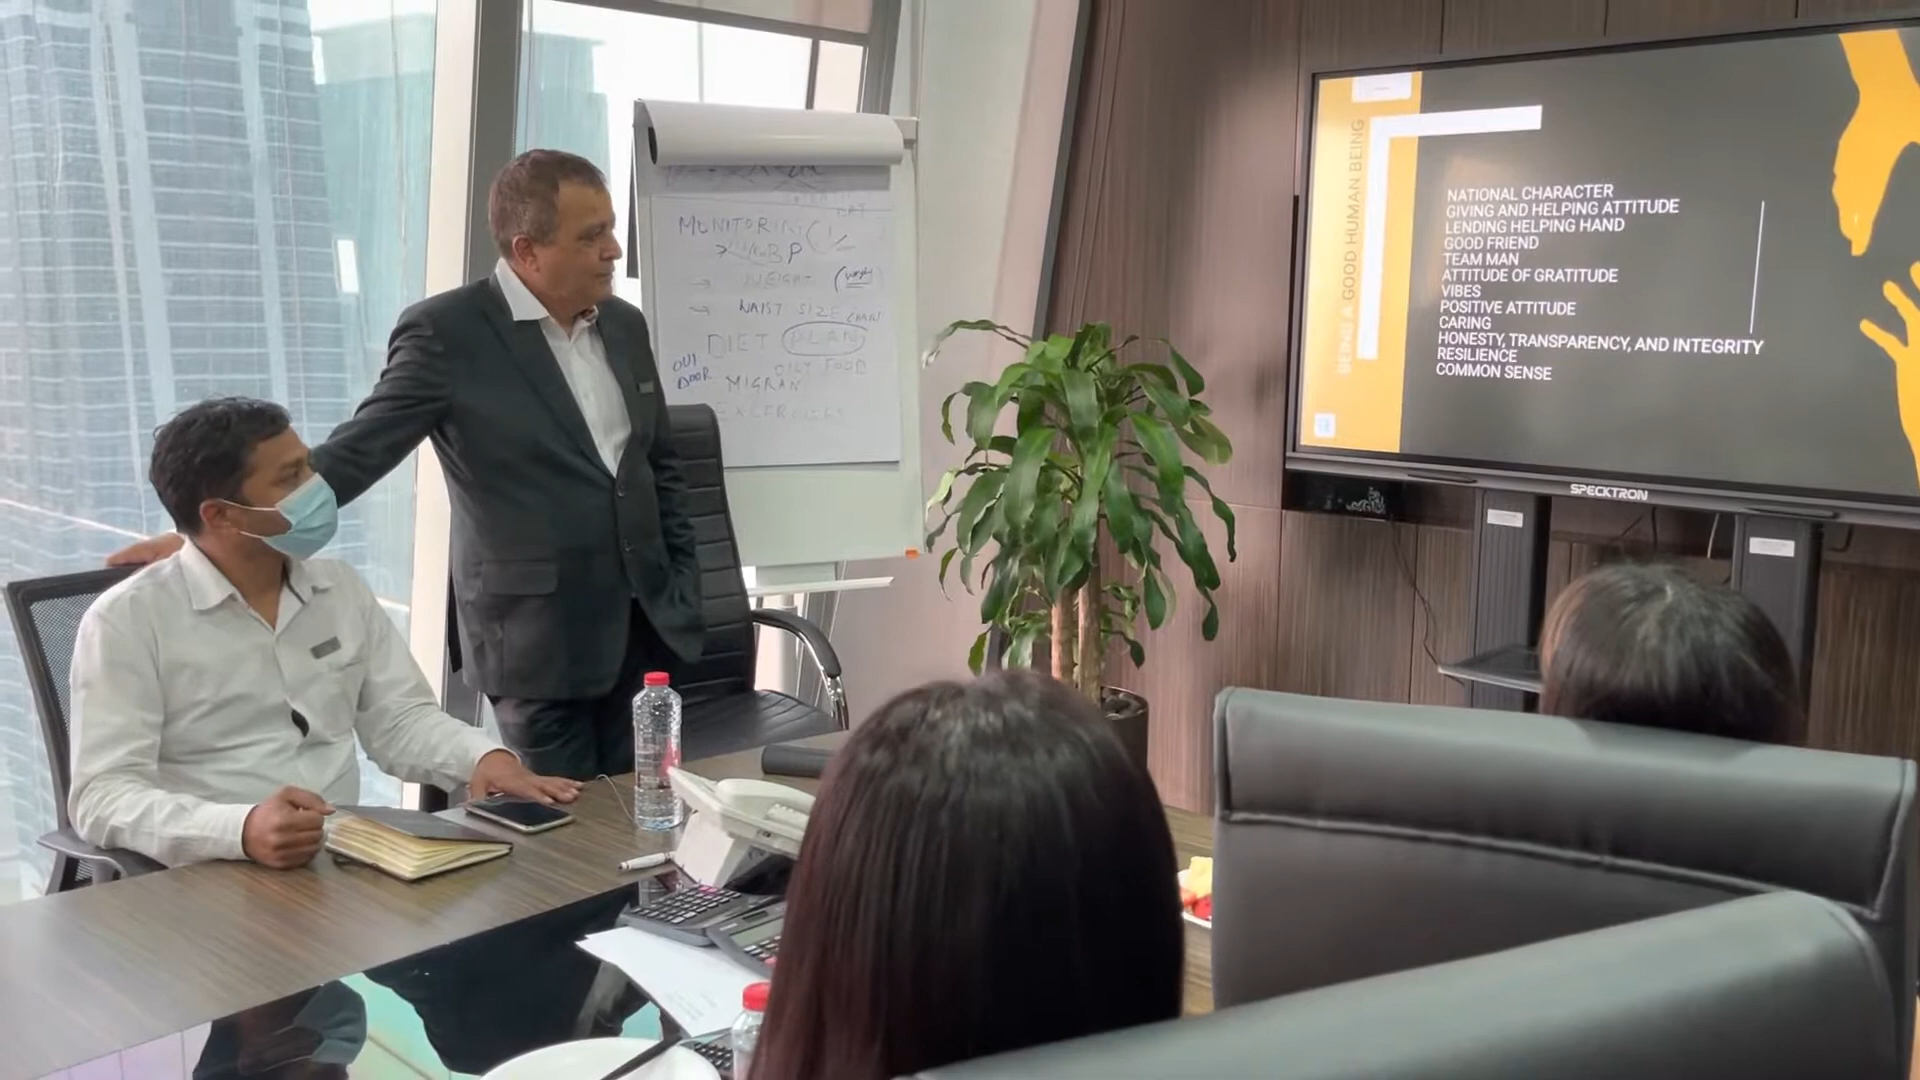 MONITORING
BP
WEIGHT
WAIST SIZE
DIET PLAN
OUT
DOOR
OILY FOOD
MIGRAN
BEING A GOOD HUMAN BEING
NATIONAL CHARACTER
GIVING AND HELPING ATTITUDE
LENDING HELPING HAND
GOOD FRIEND
TEAM MAN
ATTITUDE OF GRATITUDE
VIBES
POSITIVE ATTITUDE
CARING
HONESTY, TRANSPARENCY, AND INTEGRITY
RESILIENCE
COMMON SENSE
SPECKTRON